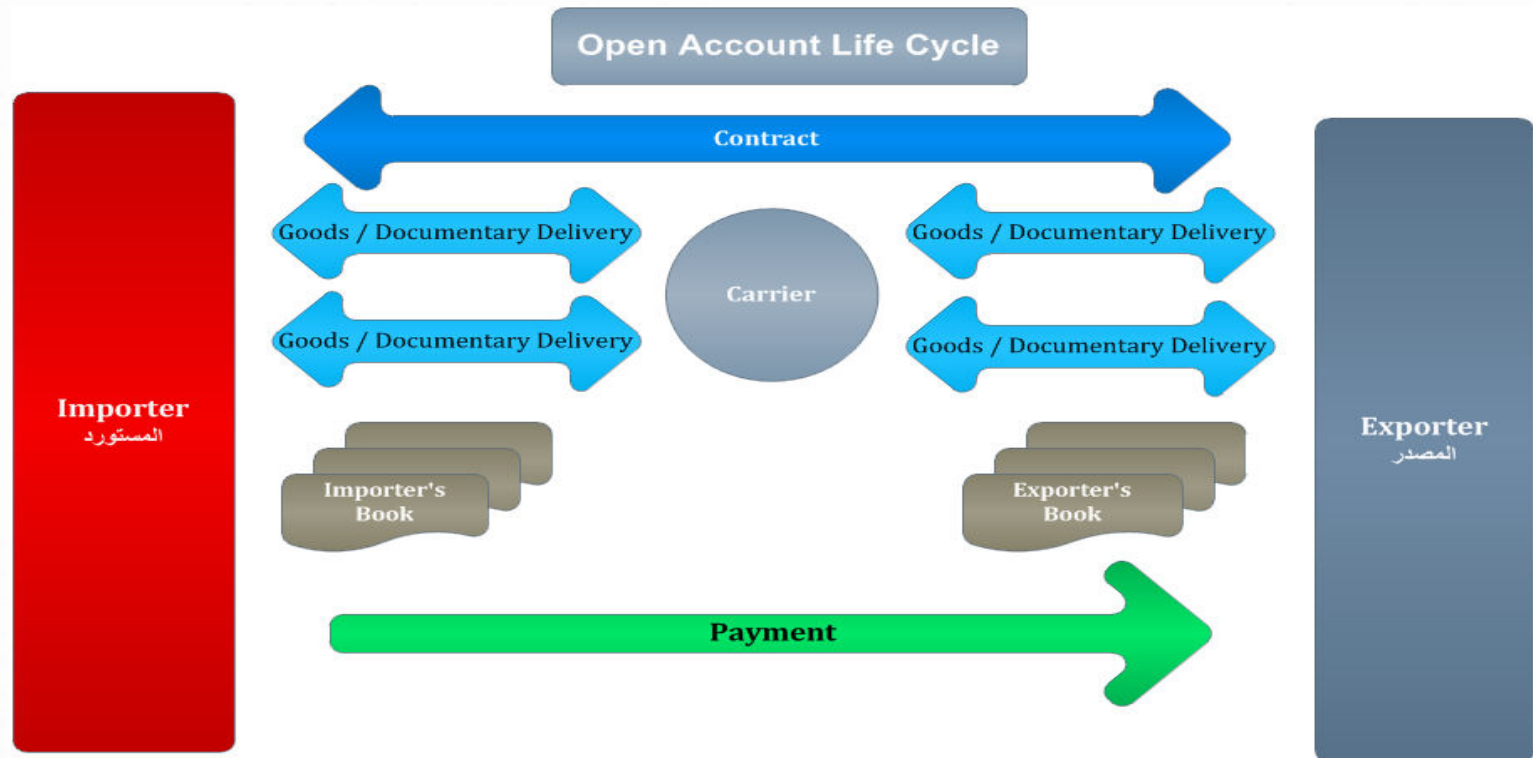 Open Account Life Cycle
Contract
Goods / Documentary Delivery
Goods / Documentary Delivery
Carrier
Goods / Documentary Delivery
Goods / Documentary Delivery
Importer
المستورد
Exporter
المصدر
Importer's
Book
Exporter's
Book
Payment